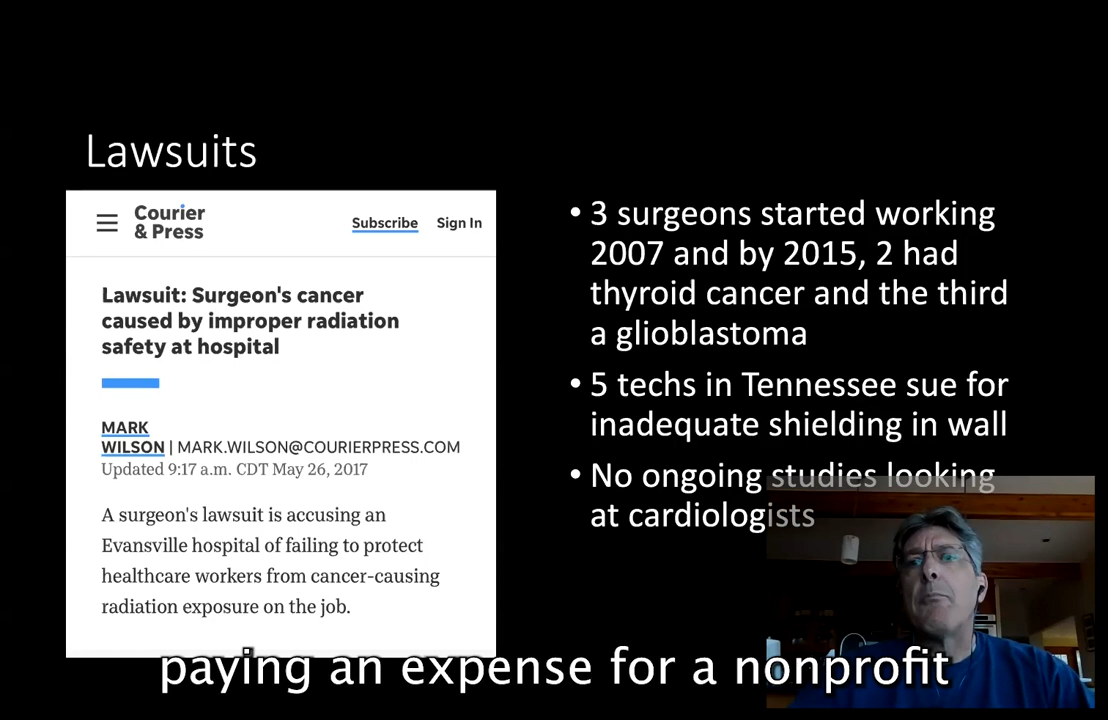 Lawsuits
Courier
& Press
Subscribe
Sign In
Lawsuit: Surgeon's cancer
caused by improper radiation
safety at hospital
MARK
WILSON | MARK.WILSON@COURIERPRESS.COM
Updated 9:17 a.m. CDT May 26, 2017
A surgeon's lawsuit is accusing an
Evansville hospital of failing to protect
healthcare workers from cancer-causing
radiation exposure on the job.
• 3 surgeons started working
2007 and by 2015, 2 had
thyroid cancer and the third
a glioblastoma
• 5 techs in Tennessee sue for
inadequate shielding in wall
• No ongoing studies looking
at cardiologists
paying an expense for a nonprofit